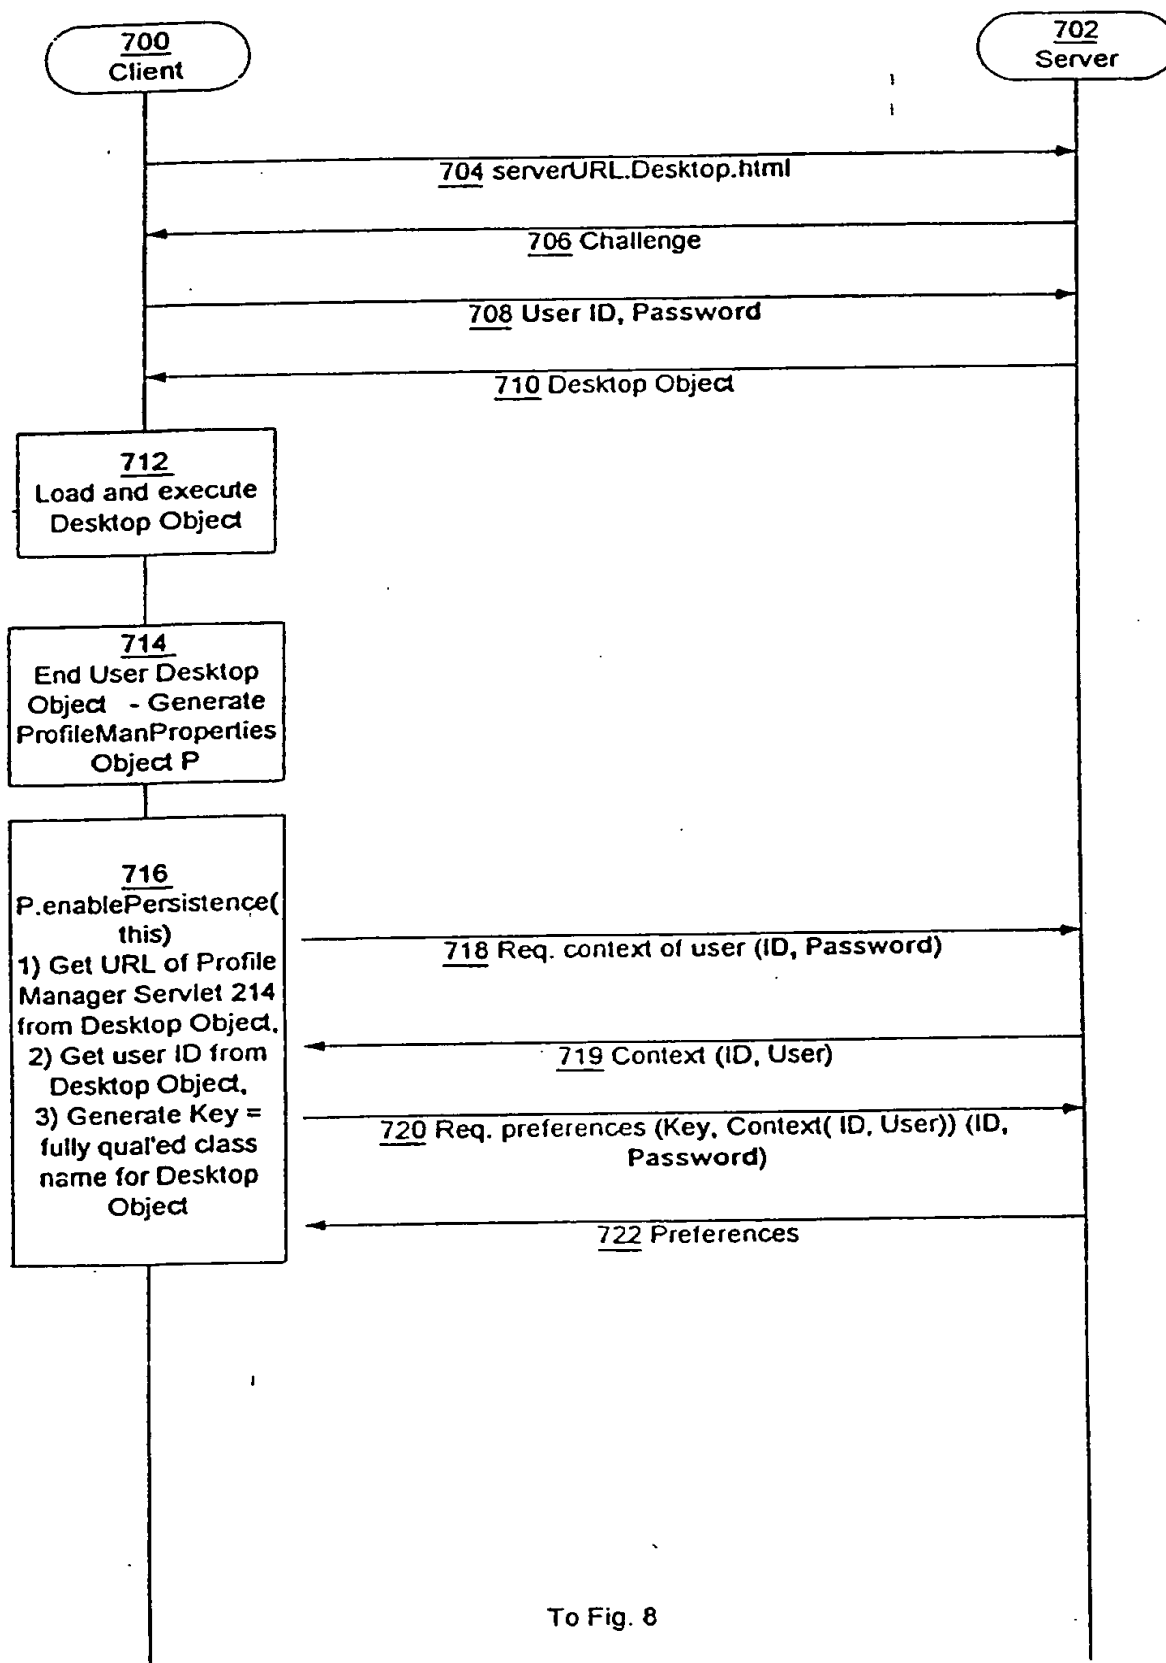 700
Client
702
Server
704 serverURL.Desktop.html
706 Challenge
708 User ID, Password
710 Desktop Object
712
Load and execute
Desktop Object
714
End User Desktop
Object - Generate
ProfileManProperties
Object P
716
P.enablePersistence(
this)
1) Get URL of Profile
Manager Servlet 214
from Desktop Object,
2) Get user ID from
Desktop Object,
3) Generate Key =
fully qual'ed class
name for Desktop
Object
718 Req. context of user (ID, Password)
719 Context (ID, User)
720 Req. preferences (Key, Context( ID, User)) (ID,
Password)
722 Preferences
To Fig. 8